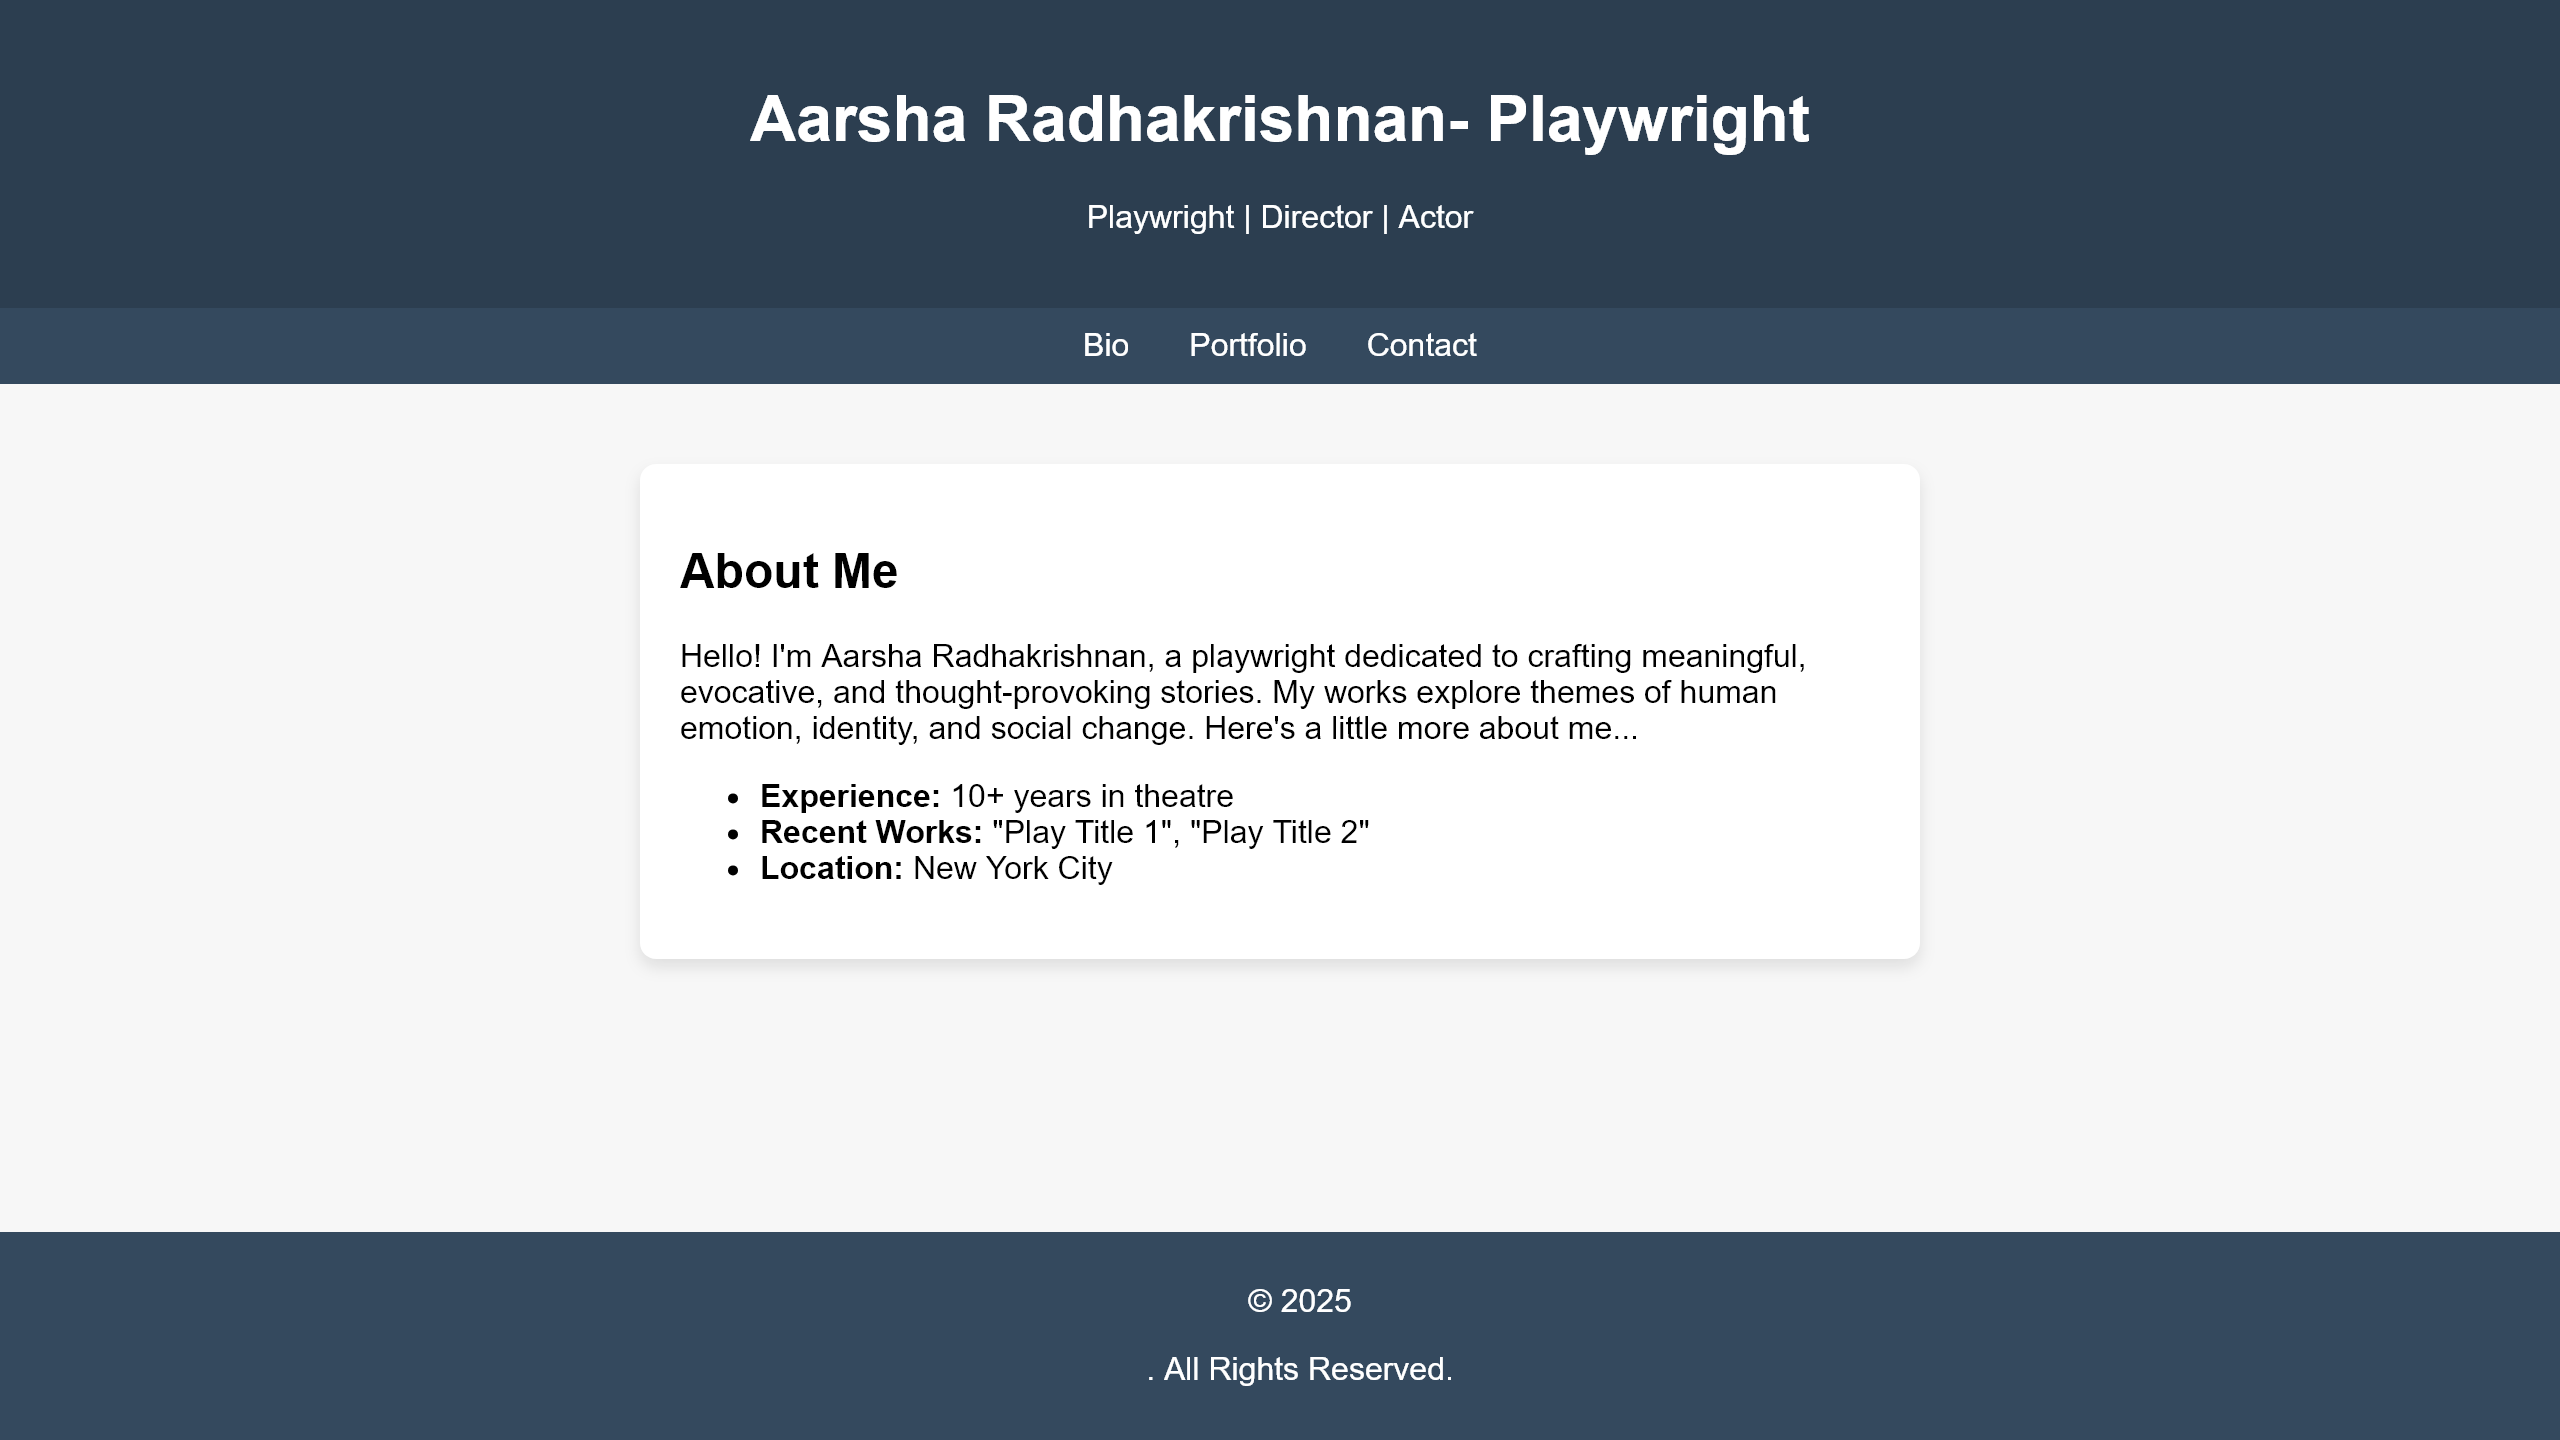 Aarsha Radhakrishnan- Playwright
Playwright | Director | Actor
Bio Portfolio Contact
About Me
Hello! I'm Aarsha Radhakrishnan, a playwright dedicated to crafting meaningful,
evocative, and thought-provoking stories. My works explore themes of human
emotion, identity, and social change. Here's a little more about me...
• Experience: 10+ years in theatre
• Recent Works: "Play Title 1", "Play Title 2"
• Location: New York City
© 2025
. All Rights Reserved.